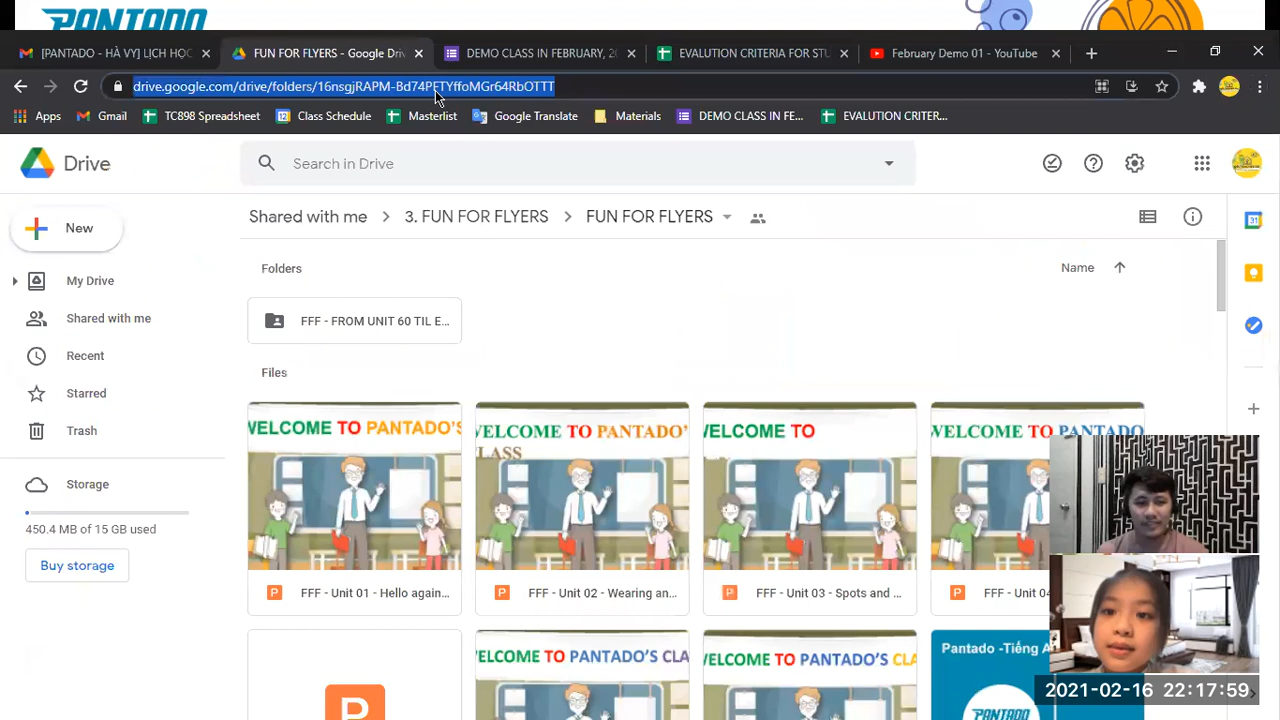 PANTADO
[PANTADO - HÀ VY] LỊCH HOC
FUN FOR FLYERS - Google Driv
DEMO CLASS IN FEBRUARY, 20
EVALUTION CRITERIA FOR STU
February Demo 01 - YouTube
drive.google.com/drive/folders/16nsgjRAPM-Bd74PETYffoMGr64RbOTTT
Apps
Gmail
TC898 Spreadsheet
Class Schedule
Masterlist
Google Translate
Materials
DEMO CLASS IN FE...
EVALUTION CRITER...
Drive
Search in Drive
New
Shared with me > 3. FUN FOR FLYERS > FUN FOR FLYERS
My Drive
Shared with me
Recent
Starred
Trash
Storage
450.4 MB of 15 GB used
Buy storage
Folders
Name
FFF - FROM UNIT 60 TIL E...
Files
WELCOME TO PANTADO'S
WELCOME TO PANTADO'
CLASS
WELCOME TO
WELCOME TO PANTADO
FFF - Unit 01 - Hello again...
FFF - Unit 02 - Wearing an...
FFF - Unit 03 - Spots and ...
FFF - Unit 04
WELCOME TO PANTADO'S CLA
WELCOME TO PANTADO'S CLA
Pantado -Tiếng A
PANTADO
31
2021-02-16 22:17:59